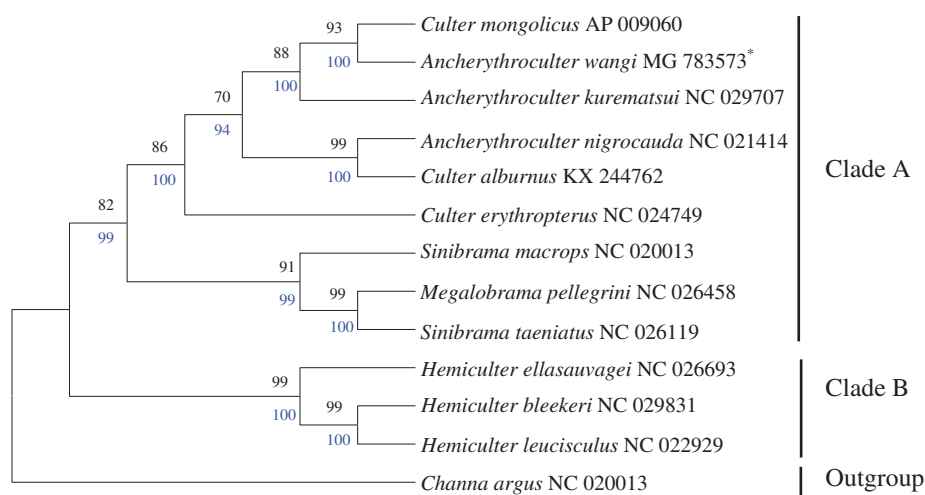 Culter mongolicus AP 009060
Ancherythroculter wangi MG 783573*
Ancherythroculter kurematsui NC 029707
Ancherythroculter nigrocauda NC 021414
Culter alburnus KX 244762
Culter erythropterus NC 024749
Sinibrama macrops NC 020013
Megalobrama pellegrini NC 026458
Sinibrama taeniatus NC 026119
Hemiculter ellasauvagei NC 026693
Hemiculter bleekeri NC 029831
Hemiculter leucisculus NC 022929
Channa argus NC 020013
Clade A
Clade B
Outgroup
93
100
88
100
70
94
99
100
86
100
82
99
91
99
99
100
99
100
99
100